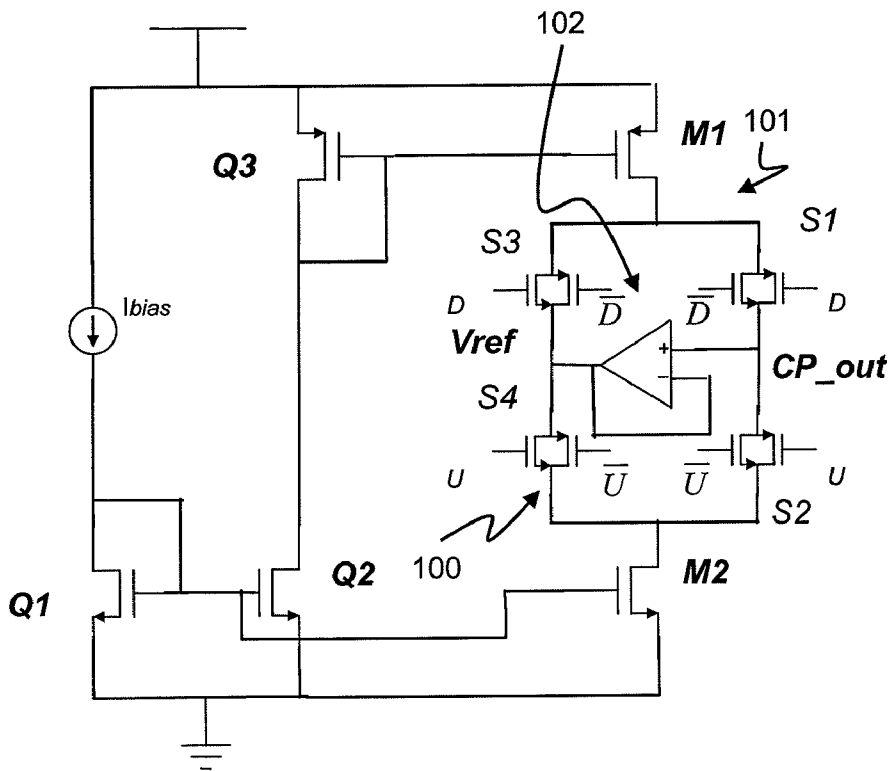 102
Q3
M1
101
S3
S1
Ibias
D
D̅
D̅
D
Vref
+
−
CP_out
S4
U
U̅
U̅
U
S2
100
Q1
Q2
M2